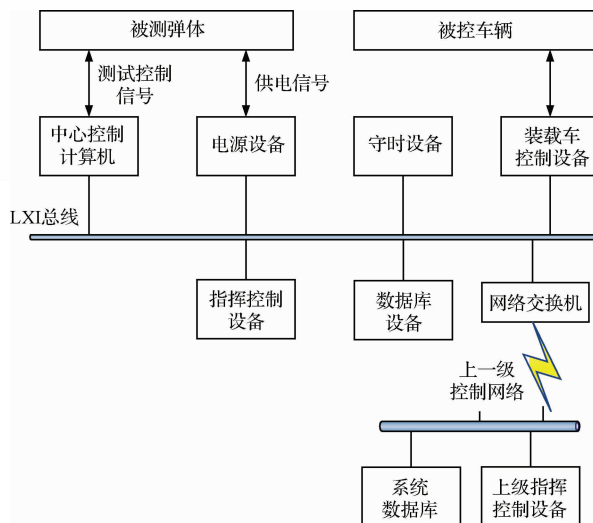 被测弹体
被控车辆
测试控制
信号
供电信号
中心控制
计算机
电源设备
守时设备
装载车
控制设备
LXI总线
指挥控制
设备
数据库
设备
网络交换机
上一级
控制网络
系统
数据库
上级指挥
控制设备